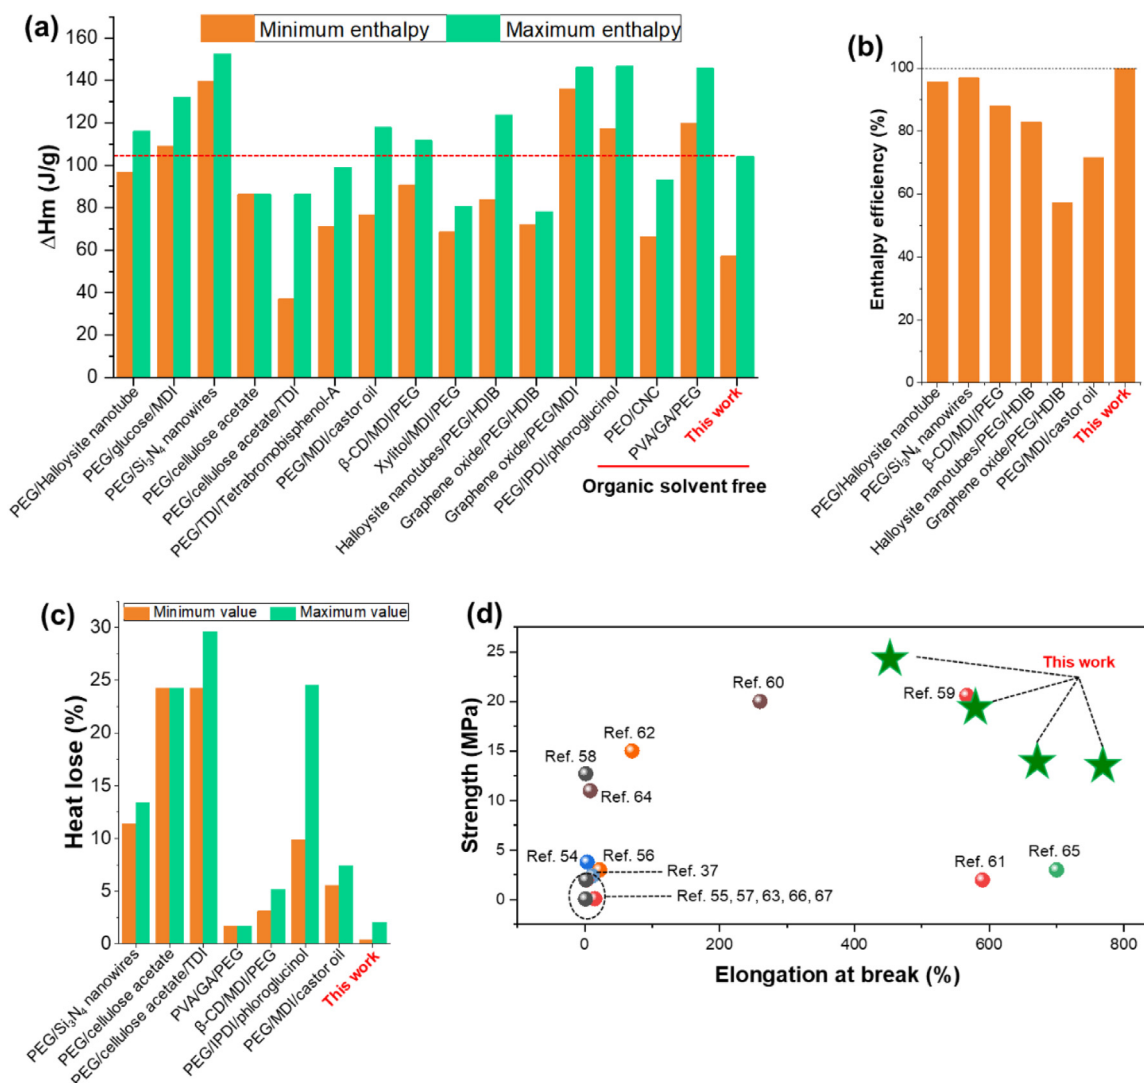 (a)
Minimum enthalpy
Maximum enthalpy
ΔHm (J/g)
160
140
120
100
80
60
40
20
0
PEG/Halloysite nanotube
PEG/glucose/MDI
PEG/Si₃N₄ nanowires
PEG/cellulose acetate
PEG/cellulose acetate/TDI
PEG/TDI/Tetrabromobisphenol-A
PEG/MDI/castor oil
β-CD/MDI/PEG
Xylitol/MDI/PEG
Halloysite nanotubes/PEG/HDIB
Graphene oxide/PEG/HDIB
Graphene oxide/PEG/MDI
PEG/IPDI/phloroglucinol
PEO/CNC
PVA/GA/PEG
This work
Organic solvent free
(b)
Enthalpy efficiency (%)
100
80
60
40
20
0
PEG/Halloysite nanotube
PEG/Si₃N₄ nanowires
β-CD/MDI/PEG
Halloysite nanotubes/PEG/HDIB
Graphene oxide/PEG/HDIB
PEG/MDI/castor oil
This work
(c)
Minimum value
Maximum value
Heat lose (%)
30
25
20
15
10
5
0
PEG/Si₃N₄ nanowires
PEG/cellulose acetate
PEG/cellulose acetate/TDI
PVA/GA/PEG
β-CD/MDI/PEG
PEG/IPDI/phloroglucinol
PEG/MDI/castor oil
This work
(d)
Strength (MPa)
25
20
15
10
5
0
This work
Ref. 60
Ref. 59
Ref. 62
Ref. 58
Ref. 64
Ref. 54
Ref. 56
Ref. 37
Ref. 55, 57, 63, 66, 67
Ref. 61
Ref. 65
0
200
400
600
800
Elongation at break (%)